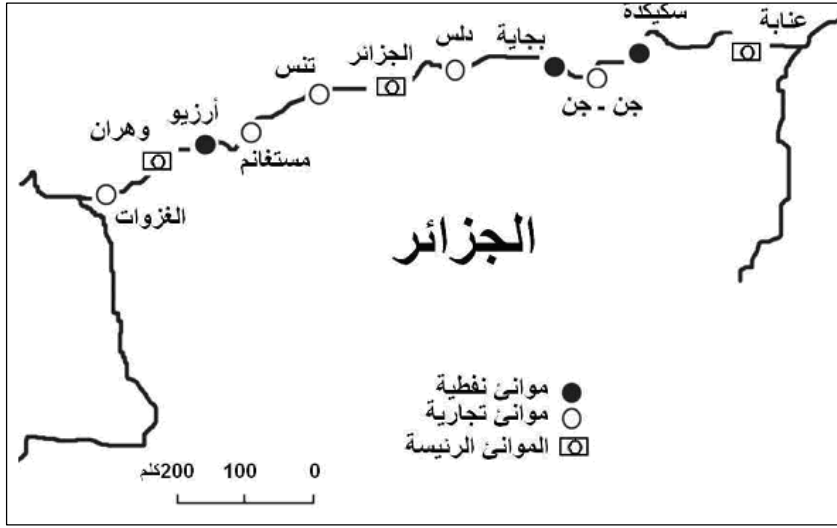 عنابة
سكيكدة
جن - جن
بجاية
دلس
الجزائر
تنس
مستغانم
أرزيو
وهران
الغزوات
الجزائر
موانئ نفطية
موانئ تجارية
الموانئ الرئيسة
0 100 200كلم